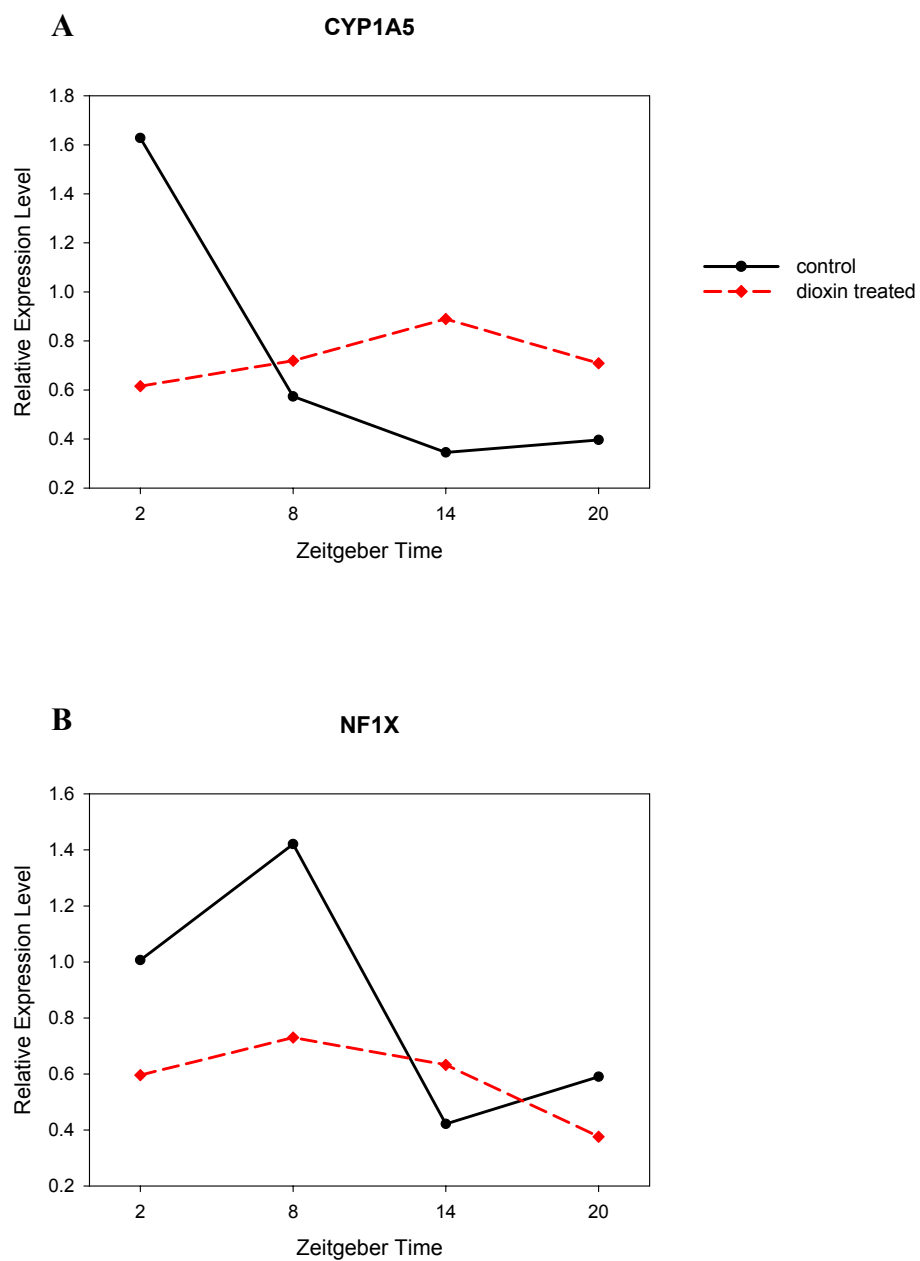 A
CYP1A5
1.8
1.6
1.4
1.2
1.0
0.8
0.6
0.4
0.2
Relative Expression Level
2 8 14 20
Zeitgeber Time
control
dioxin treated
B
NF1X
1.6
1.4
1.2
1.0
0.8
0.6
0.4
0.2
Relative Expression Level
2 8 14 20
Zeitgeber Time